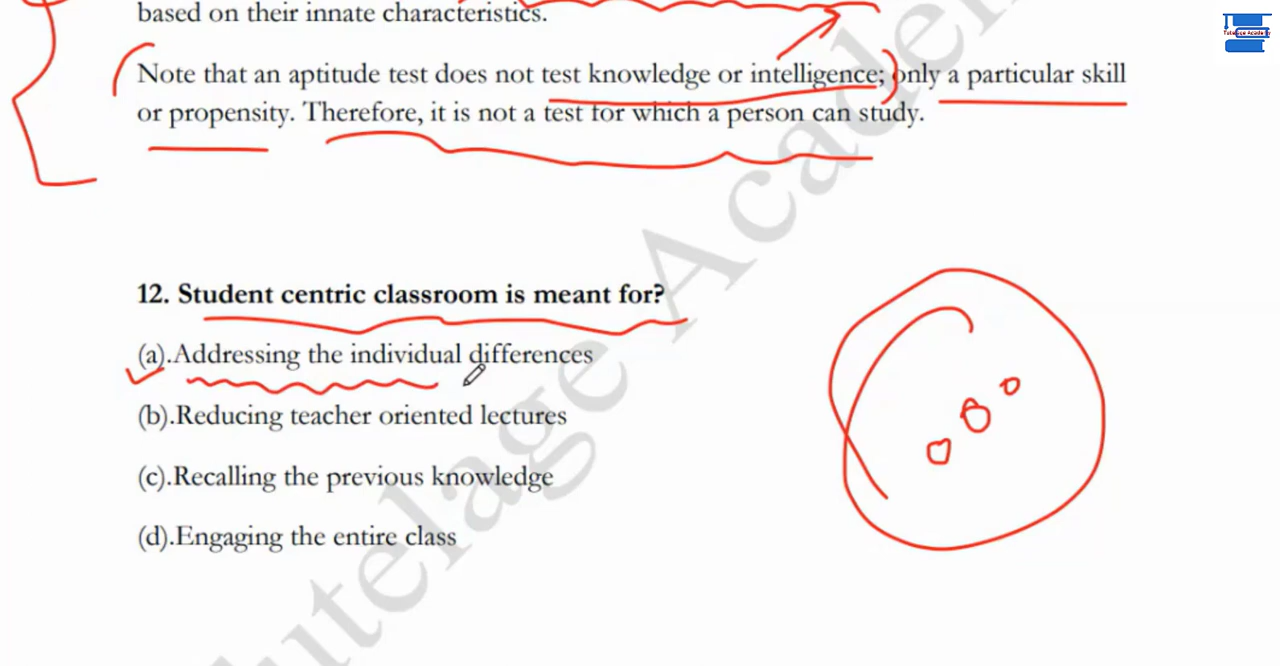 based on their innate characteristics.
Note that an aptitude test does not test knowledge or intelligence; only a particular skill
or propensity. Therefore, it is not a test for which a person can study.
12. Student centric classroom is meant for?
(a).Addressing the individual differences
(b).Reducing teacher oriented lectures
(c).Recalling the previous knowledge
(d).Engaging the entire class
Tutelage Academy